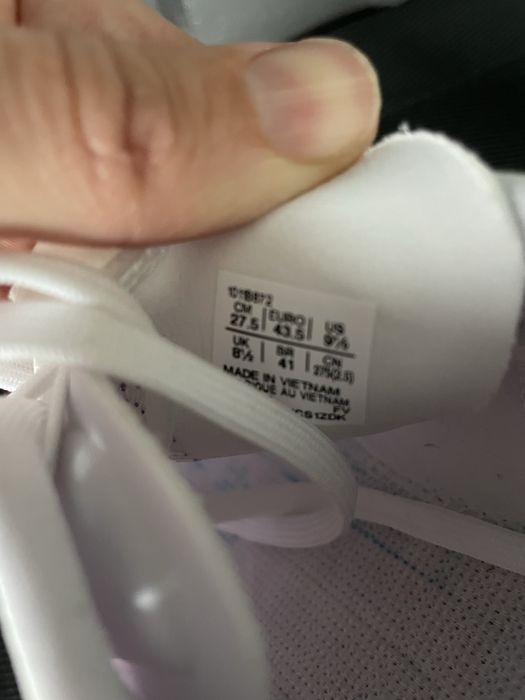 CM | EURO | US
27.5 | 43.5 | 9½
UK | BR | CN
8½ | 41 | 275(2.5)
MADE IN VIETNAM
AU VIETNAM
FV